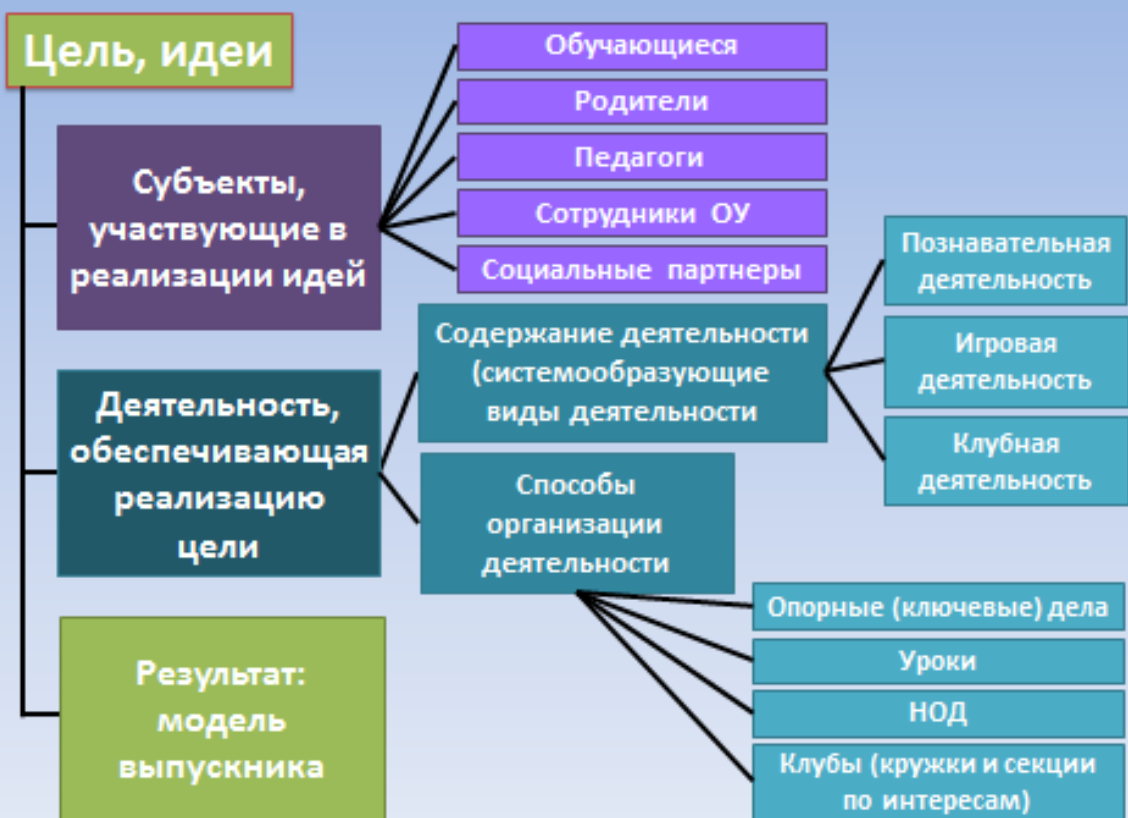 Цель, идеи
Субъекты,
участвующие в
реализации идей
Обучающиеся
Родители
Педагоги
Сотрудники ОУ
Социальные партнеры
Деятельность,
обеспечивающая
реализацию
цели
Содержание деятельности
(системообразующие
виды деятельности
Познавательная
деятельность
Игровая
деятельность
Клубная
деятельность
Способы
организации
деятельности
Опорные (ключевые) дела
Уроки
НОД
Клубы (кружки и секции
по интересам)
Результат:
модель
выпускника